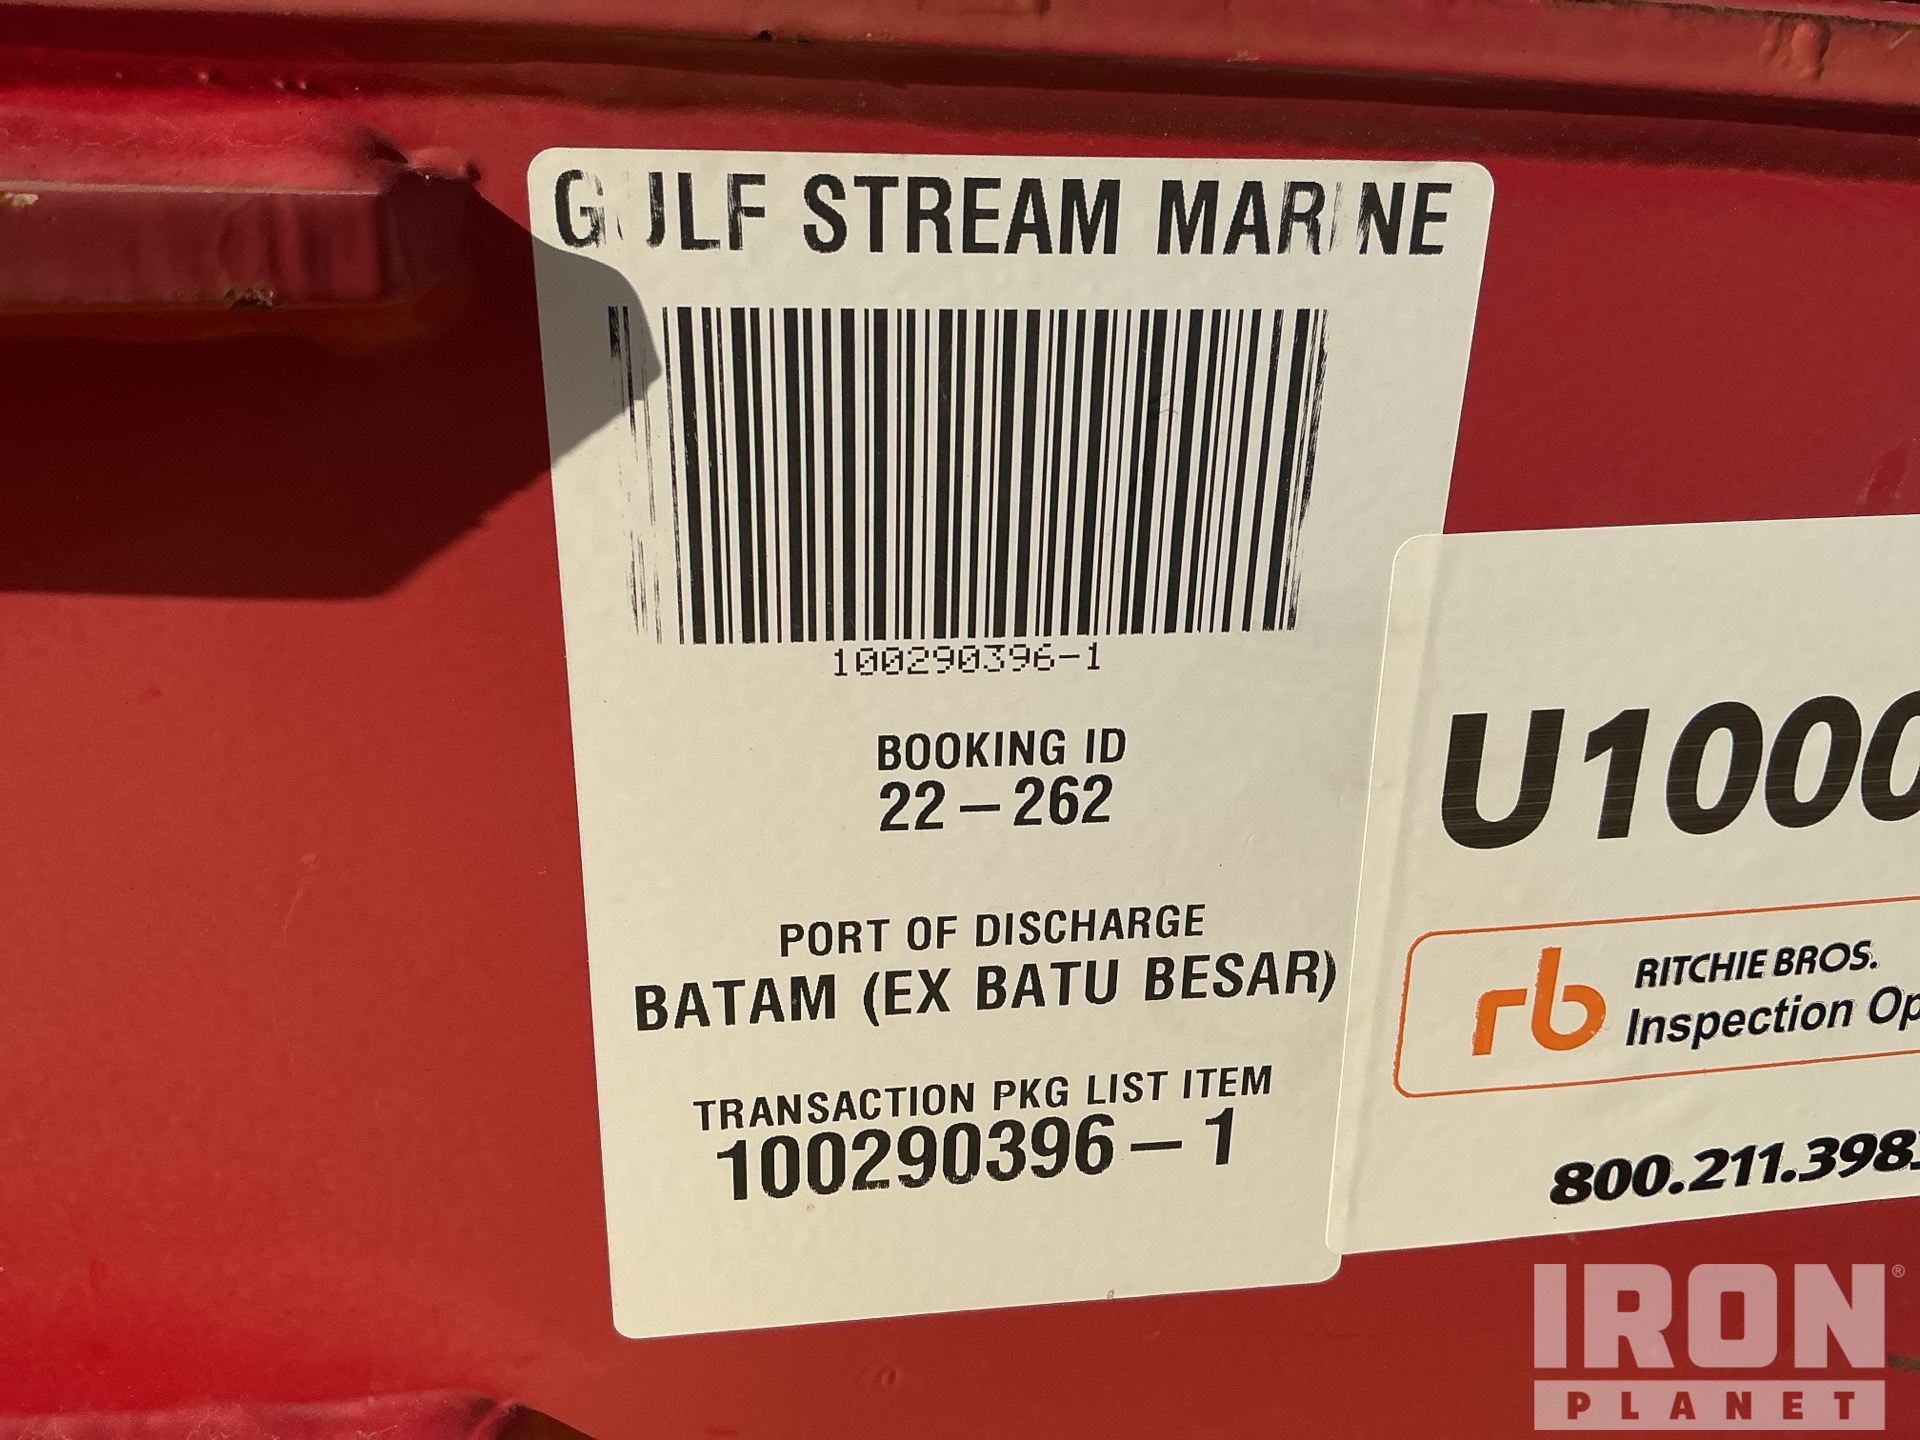 GULF STREAM MARINE
100290396-1
BOOKING ID
22-262
PORT OF DISCHARGE
BATAM (EX BATU BESAR)
TRANSACTION PKG LIST ITEM
100290396-1
rb
RITCHIE BROS.
Inspection
IRON
PLANET
®